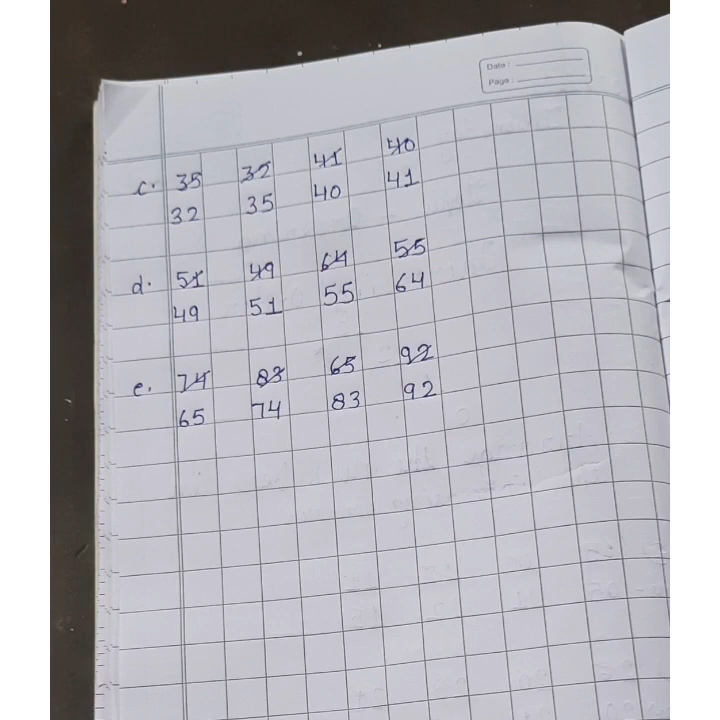 Date :
Page :
c. 35 32 41 40
32 35 40 41
d. 51 49 64 55
49 51 55 64
e. 74 83 65 92
65 74 83 92